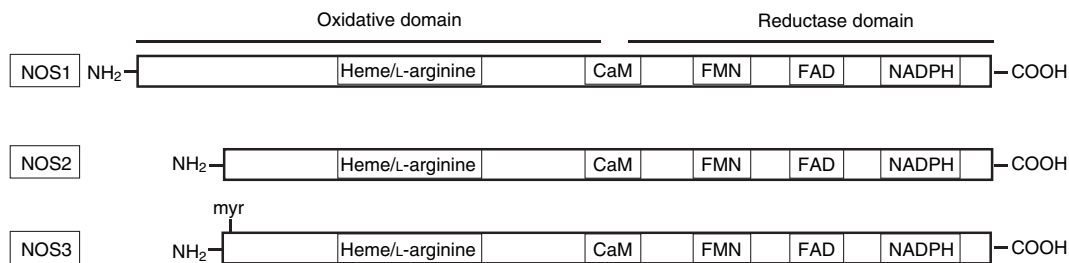 Oxidative domain Reductase domain
NOS1 NH2 Heme/L-arginine CaM FMN FAD NADPH COOH
NOS2 NH2 Heme/L-arginine CaM FMN FAD NADPH COOH
myr
NOS3 NH2 Heme/L-arginine CaM FMN FAD NADPH COOH